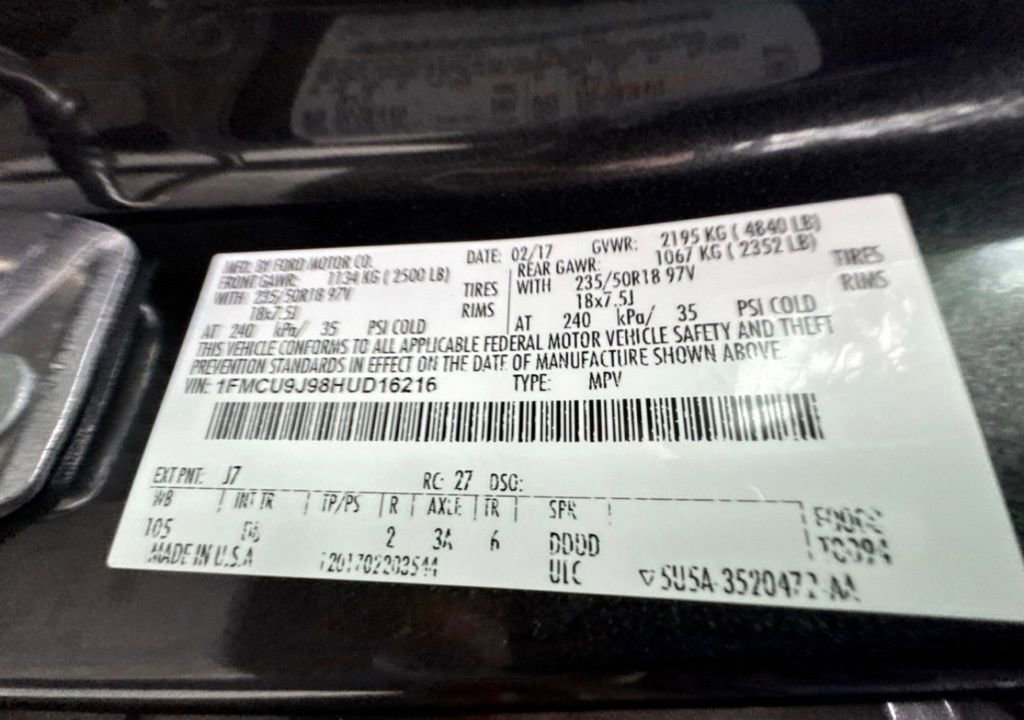 MFD. BY FORD MOTOR CO. DATE: 02/17 GVWR: 2195 KG ( 4840 LB)
FRONT GAWR: 1134 KG ( 2500 LB) REAR GAWR: 1067 KG ( 2352 LB)
WITH 235/50R18 97V TIRES WITH 235/50R18 97V TIRES
18x7.5J RIMS 18x7.5J RIMS
AT 240 kPa/ 35 PSI COLD AT 240 kPa/ 35 PSI COLD
THIS VEHICLE CONFORMS TO ALL APPLICABLE FEDERAL MOTOR VEHICLE SAFETY AND THEFT
PREVENTION STANDARDS IN EFFECT ON THE DATE OF MANUFACTURE SHOWN ABOVE
VIN: 1FMCU9J98HUD16216 TYPE: MPV
EXT PNT: J7 RC: 27 DSO:
WB INT TR TP/PS R AXLE TR SPR
105 2 3A 6 DDDD
MADE IN U.S.A ULC